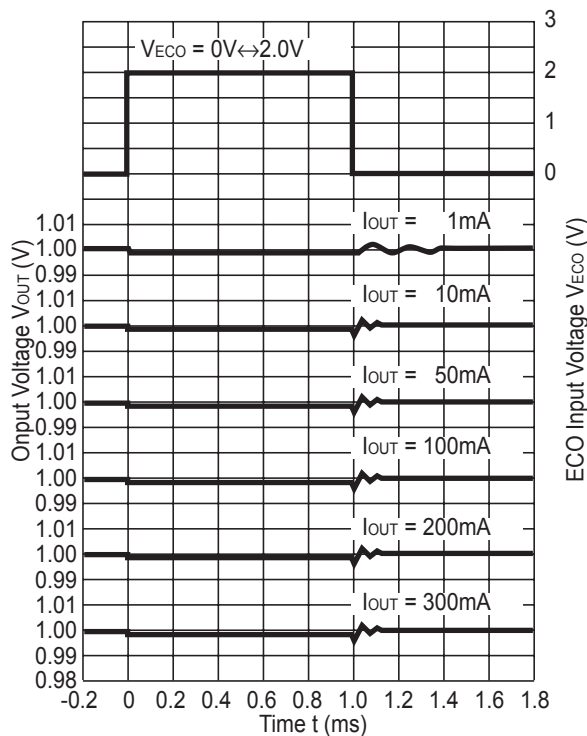 3
VECO = 0V↔2.0V
2
1
0
1.01
IOUT = 1mA
1.00
0.99
1.01
IOUT = 10mA
1.00
0.99
1.01
IOUT = 50mA
1.00
0.99
1.01
IOUT = 100mA
1.00
0.99
1.01
IOUT = 200mA
1.00
0.99
1.01
IOUT = 300mA
1.00
0.99
0.98
Onput Voltage VOUT (V)
ECO Input Voltage VECO (V)
-0.2 0 0.2 0.4 0.6 0.8 1.0 1.2 1.4 1.6 1.8
Time t (ms)